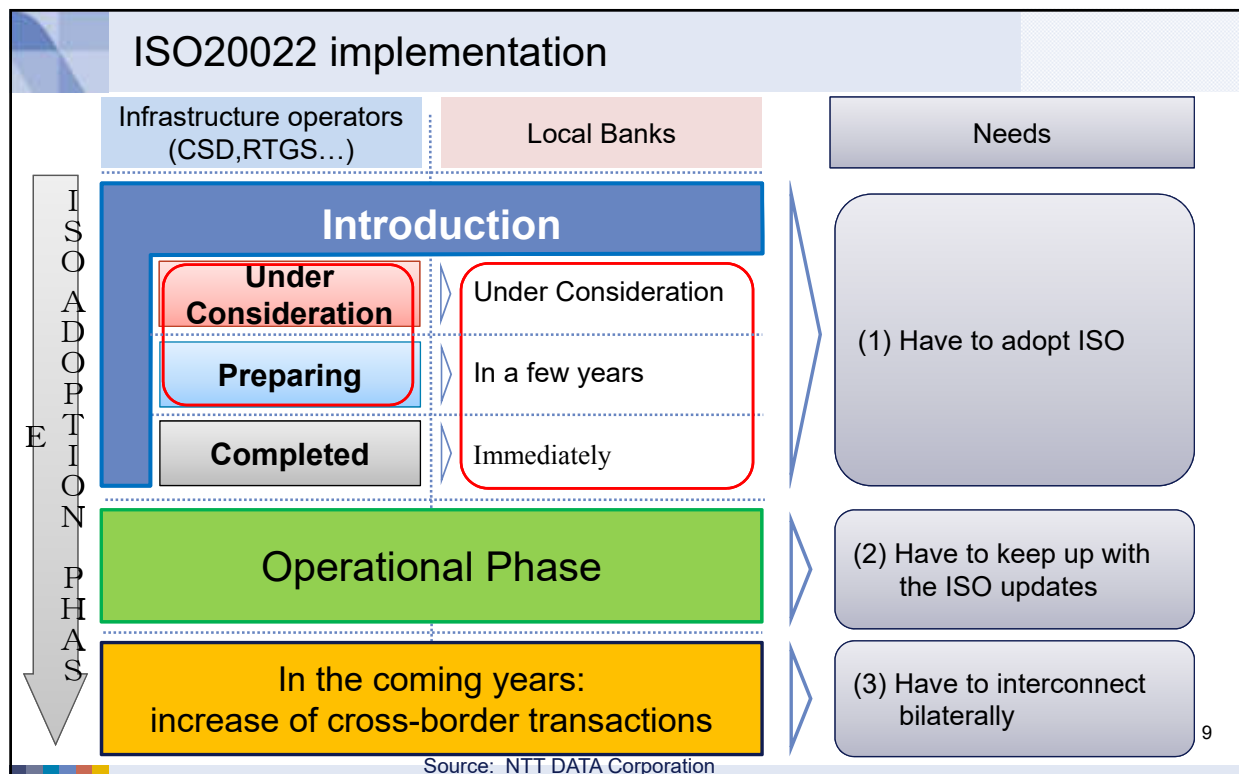 ISO20022 implementation
Infrastructure operators
(CSD,RTGS…)
Local Banks
Needs
ISO ADOPTION PHAS
E
Introduction
Under
Consideration
Under Consideration
Preparing
In a few years
Completed
Immediately
(1) Have to adopt ISO
Operational Phase
(2) Have to keep up with
the ISO updates
In the coming years:
increase of cross-border transactions
(3) Have to interconnect
bilaterally
9
Source: NTT DATA Corporation